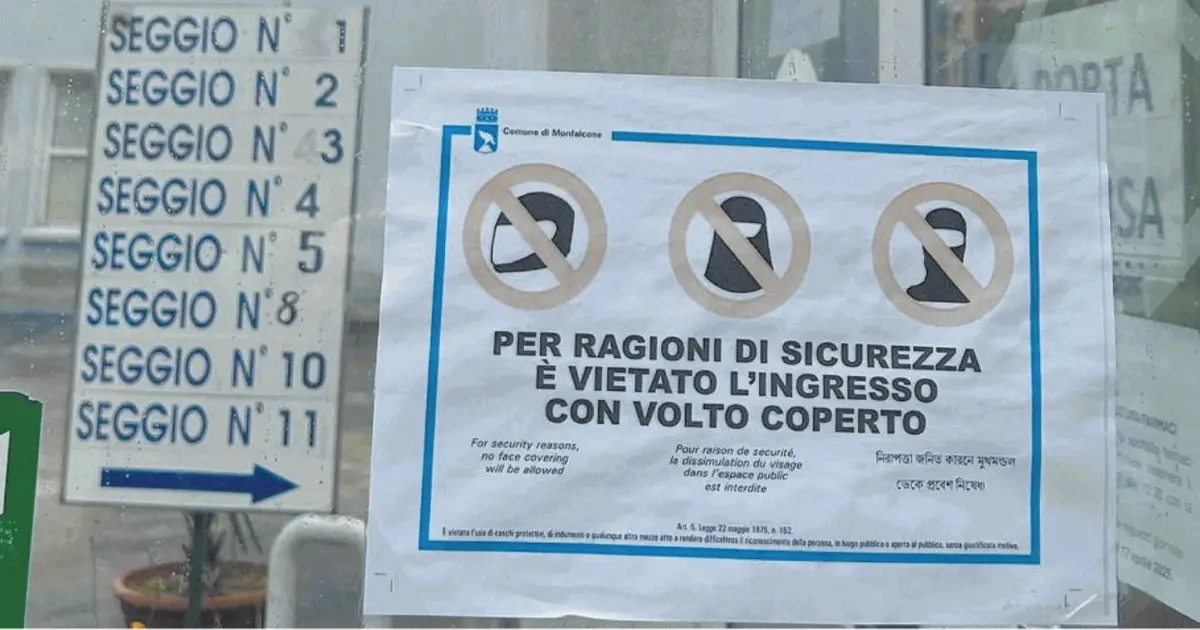 SEGGIO N° 1
SEGGIO N° 2
SEGGIO N° 3
SEGGIO N° 4
SEGGIO N° 5
SEGGIO N° 8
SEGGIO N° 10
SEGGIO N° 11
Comune di Monfalcone
PER RAGIONI DI SICUREZZA
È VIETATO L'INGRESSO
CON VOLTO COPERTO
For security reasons,
no face covering
will be allowed
Pour raison de securité,
la dissimulation du visage
dans l'espace public
est interdite
নিরাপত্তা জনিত কারনে মুখমন্ডল
ঢেকে প্রবেশ নিষেধ।
Art. 5. Legge 22 maggio 1975, n. 152.
È vietato l'uso di caschi protettivi, di indumenti o qualunque altro mezzo atto a rendere difficoltoso il riconoscimento della persona, in luogo pubblico o aperto al pubblico, senza giustificato motivo.
PORTA
17 aprile 2025.